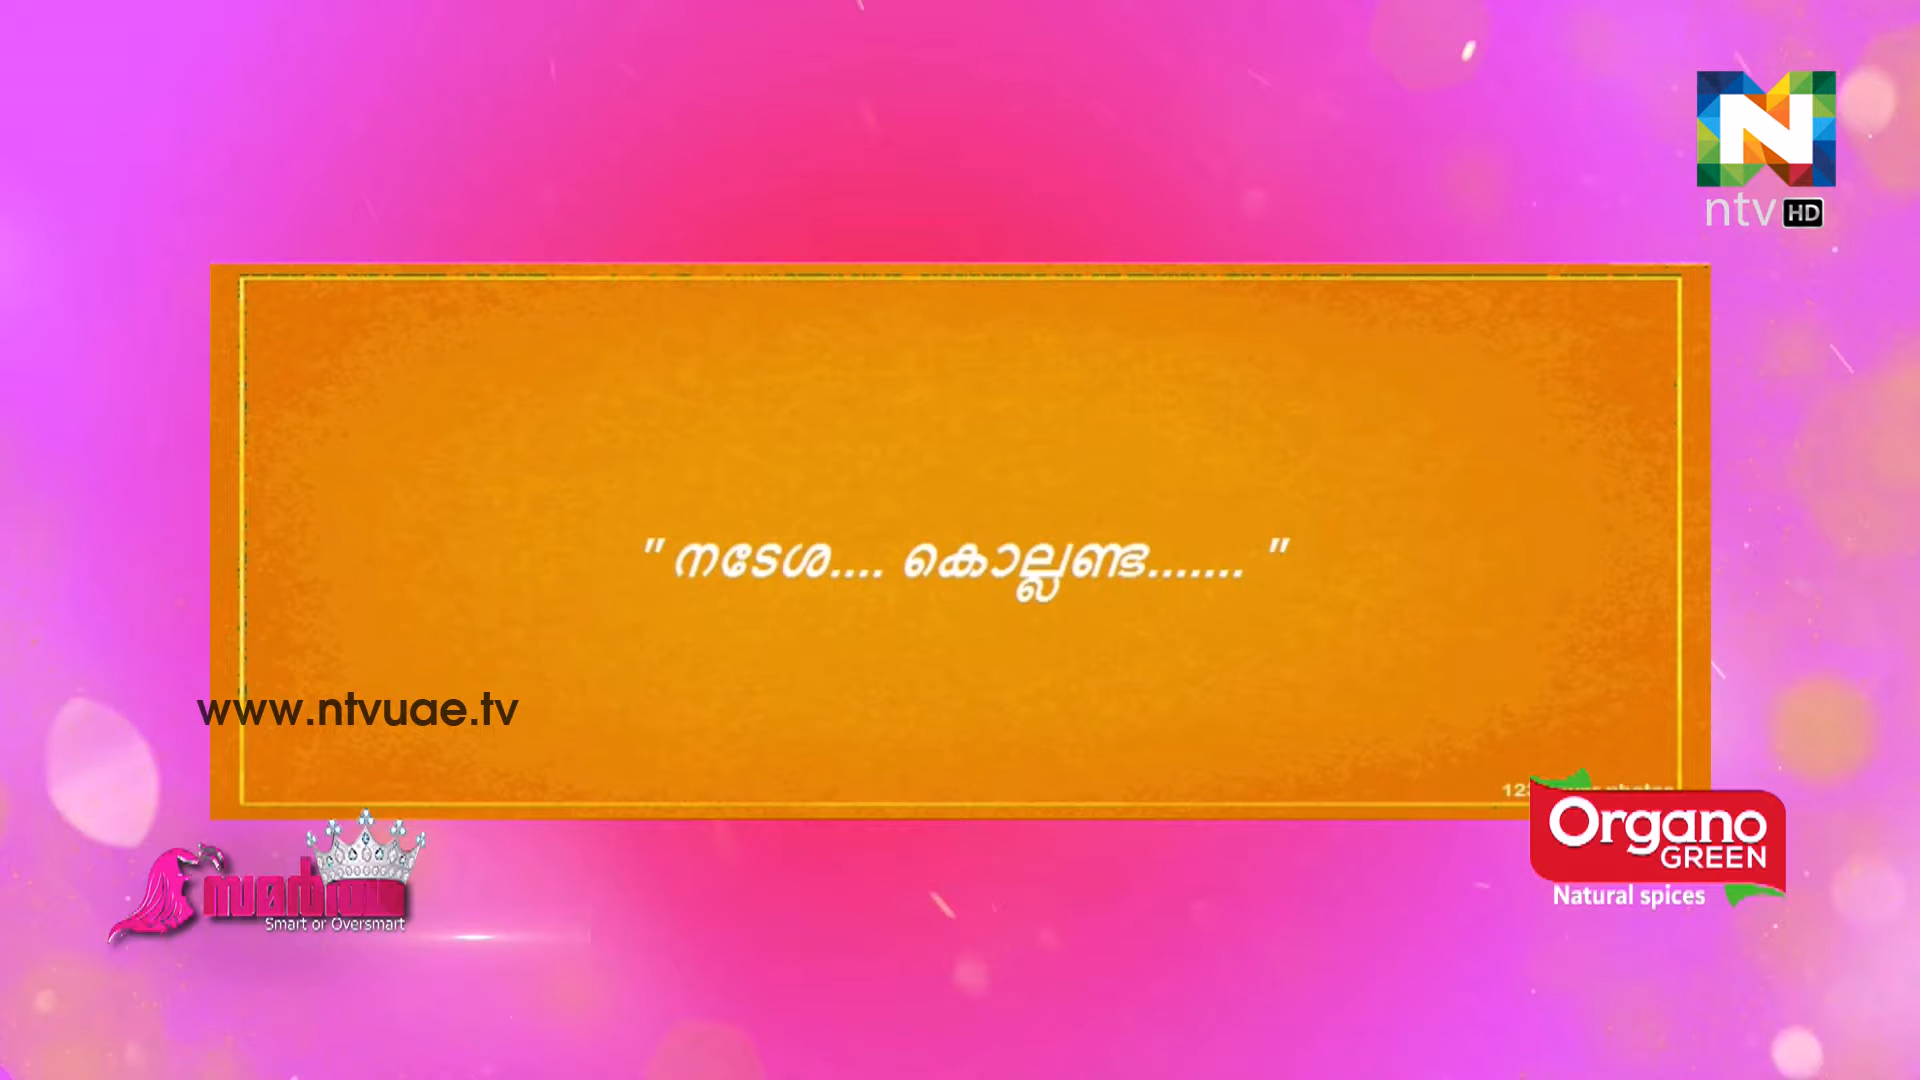 ntv HD
" നടേശ.... കൊല്ലണ്ട....... "
www.ntvuae.tv
Organo
GREEN
Natural spices
Smart or Oversmart